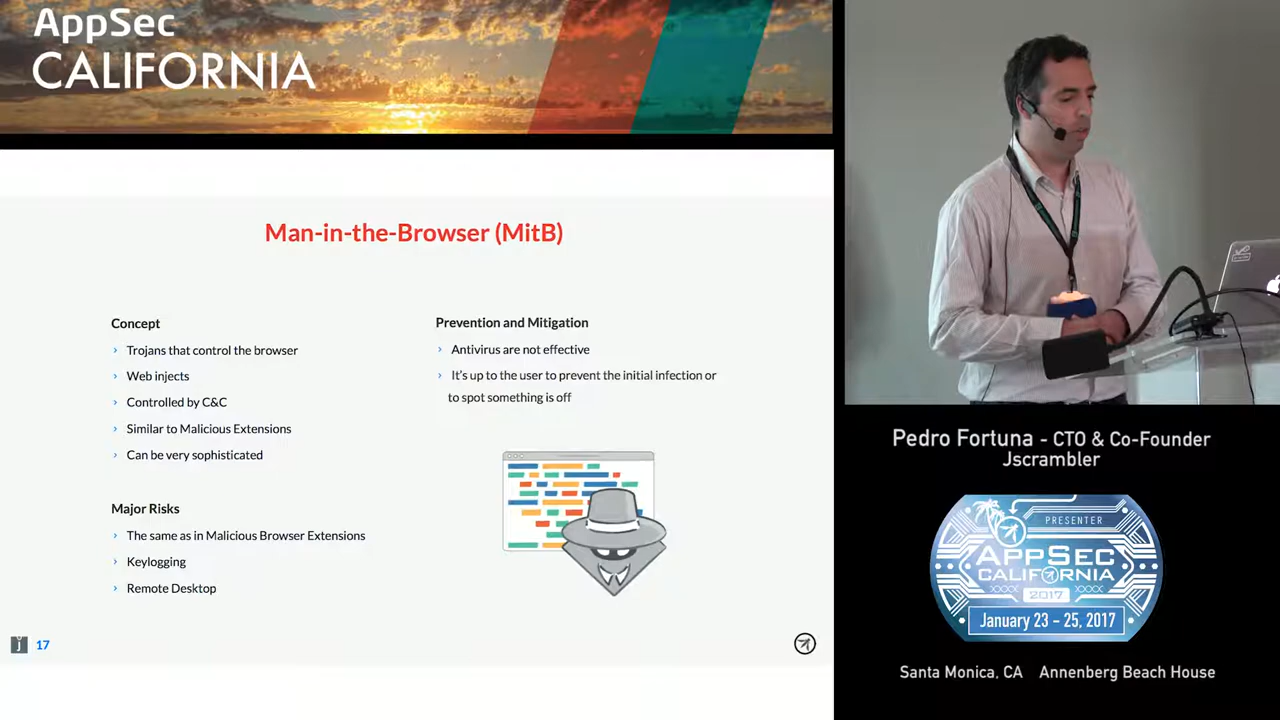 AppSec
CALIFORNIA
Man-in-the-Browser (MitB)
Concept
› Trojans that control the browser
› Web injects
› Controlled by C&C
› Similar to Malicious Extensions
› Can be very sophisticated
Major Risks
› The same as in Malicious Browser Extensions
› Keylogging
› Remote Desktop
Prevention and Mitigation
› Antivirus are not effective
› It's up to the user to prevent the initial infection or
to spot something is off
j 17
Pedro Fortuna - CTO & Co-Founder
Jscrambler
PRESENTER
APPSEC
CALIFORNIA
2017
January 23 - 25, 2017
Santa Monica, CA Annenberg Beach House